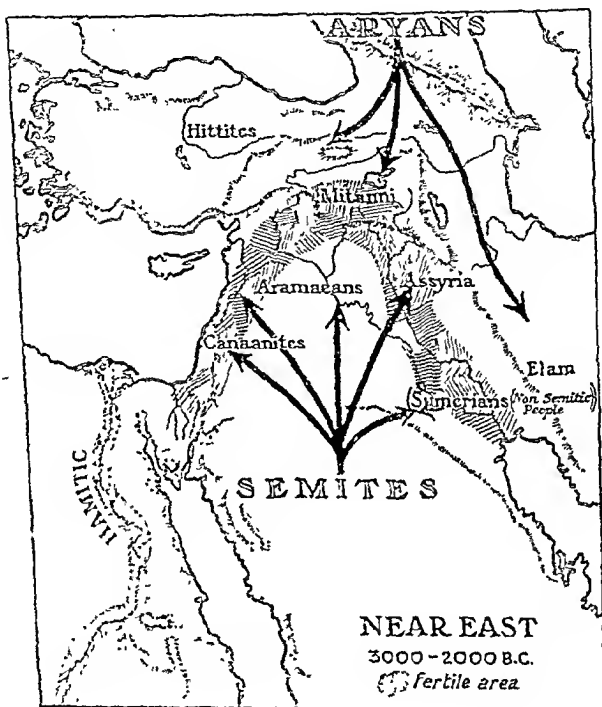 ARYANS
Hittites
Mitanni
Aramaeans
Assyria
Canaanites
Elam
(Sumerians
(Non Semitic)
People
HAMITIC
SEMITES
NEAR EAST
3000-2000 B.C.
Fertile area